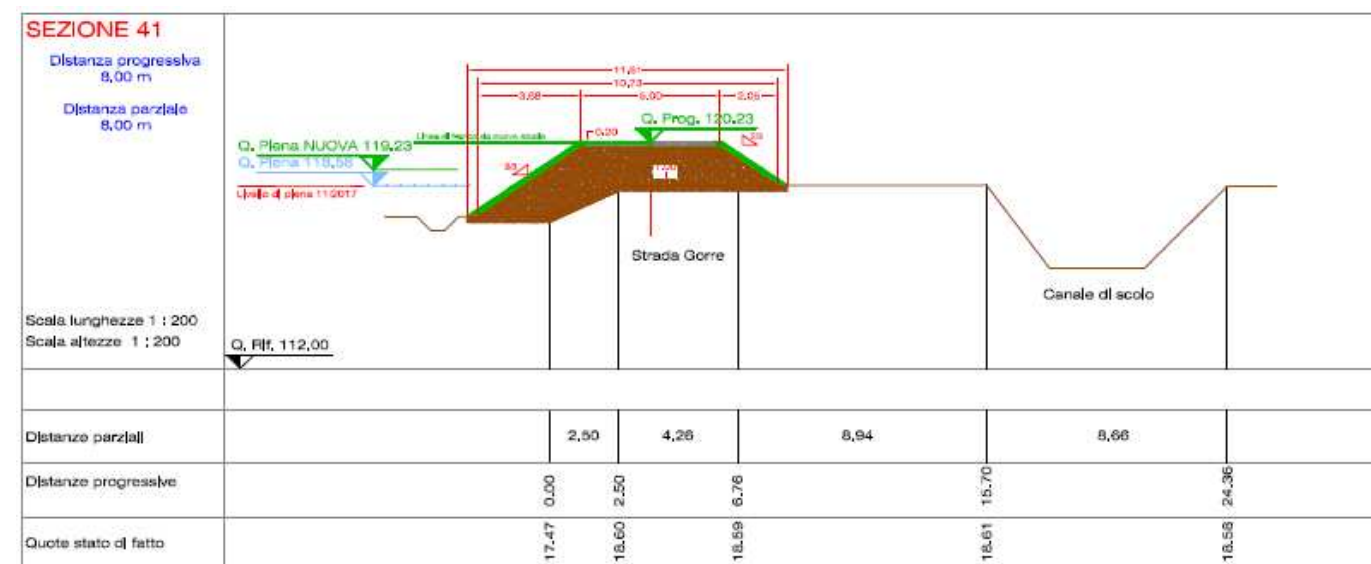 SEZIONE 41
Distanza progressiva
8,00 m
Distanza parziale
8,00 m
11,81
10,23
3,68
5,00
2,05
Q. Prog. 120.23
0,20
Q. Piena NUOVA 119,23
Q. Piena 118,58
Livello di piena 11/2017
Strada Gorre
Canale di scolo
Scala lunghezze 1 : 200
Scala altezze 1 : 200
Q. Rif. 112,00
Distanze parziali
2,50
4,26
8,94
8,66
Distanze progressive
0.00
2.50
6.76
15.70
24.36
Quote stato di fatto
17.47
18.60
18.59
18.61
18.58